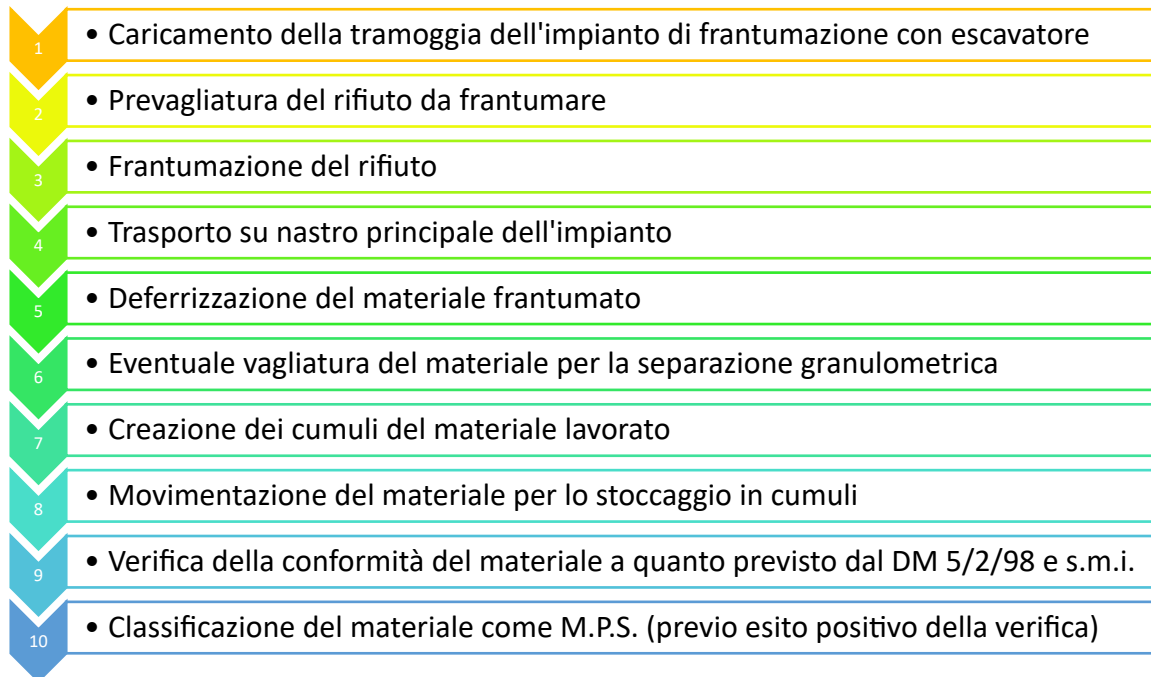 1
• Caricamento della tramoggia dell'impianto di frantumazione con escavatore
2
• Prevagliatura del rifiuto da frantumare
3
• Frantumazione del rifiuto
4
• Trasporto su nastro principale dell'impianto
5
• Deferrizzazione del materiale frantumato
6
• Eventuale vagliatura del materiale per la separazione granulometrica
7
• Creazione dei cumuli del materiale lavorato
8
• Movimentazione del materiale per lo stoccaggio in cumuli
9
• Verifica della conformità del materiale a quanto previsto dal DM 5/2/98 e s.m.i.
10
• Classificazione del materiale come M.P.S. (previo esito positivo della verifica)